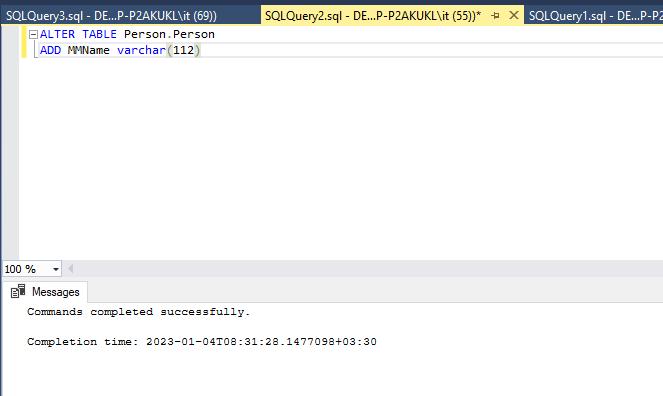 SQLQuery3.sql - DE...P-P2AKUKL\it (69))
SQLQuery2.sql - DE...P-P2AKUKL\it (55))*
SQLQuery1.sql - DE...P-P2
ALTER TABLE Person.Person
ADD MMName varchar(112)
100 %
Messages
Commands completed successfully.
Completion time: 2023-01-04T08:31:28.1477098+03:30